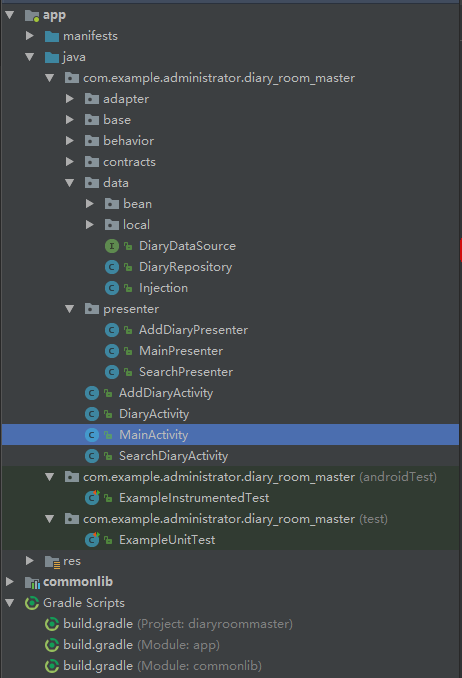 app
manifests
java
com.example.administrator.diary_room_master
adapter
base
behavior
contracts
data
bean
local
I DiaryDataSource
C DiaryRepository
C Injection
presenter
C AddDiaryPresenter
C MainPresenter
C SearchPresenter
C AddDiaryActivity
C DiaryActivity
C MainActivity
C SearchDiaryActivity
com.example.administrator.diary_room_master (androidTest)
C ExampleInstrumentedTest
com.example.administrator.diary_room_master (test)
C ExampleUnitTest
res
commonlib
Gradle Scripts
build.gradle (Project: diaryroommaster)
build.gradle (Module: app)
build.gradle (Module: commonlib)